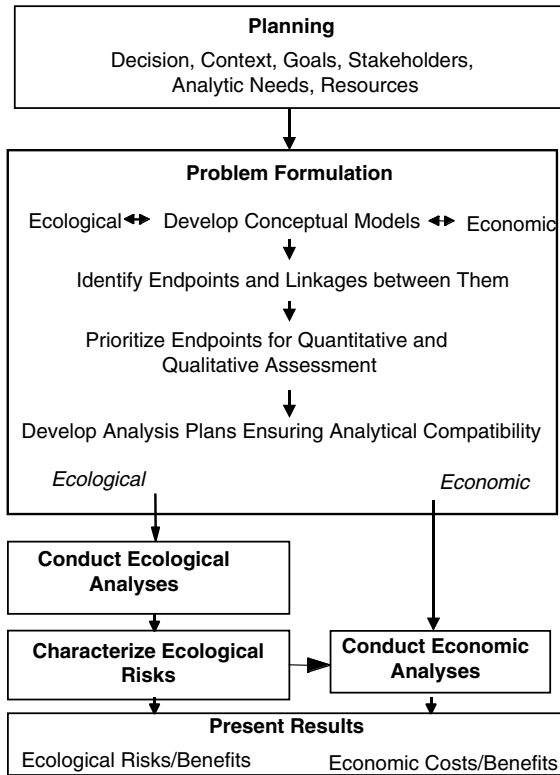 Planning
Decision, Context, Goals, Stakeholders,
Analytic Needs, Resources
Problem Formulation
Ecological Develop Conceptual Models Economic
Identify Endpoints and Linkages between Them
Prioritize Endpoints for Quantitative and
Qualitative Assessment
Develop Analysis Plans Ensuring Analytical Compatibility
Ecological Economic
Conduct Ecological
Analyses
Characterize Ecological
Risks
Conduct Economic
Analyses
Present Results
Ecological Risks/Benefits Economic Costs/Benefits